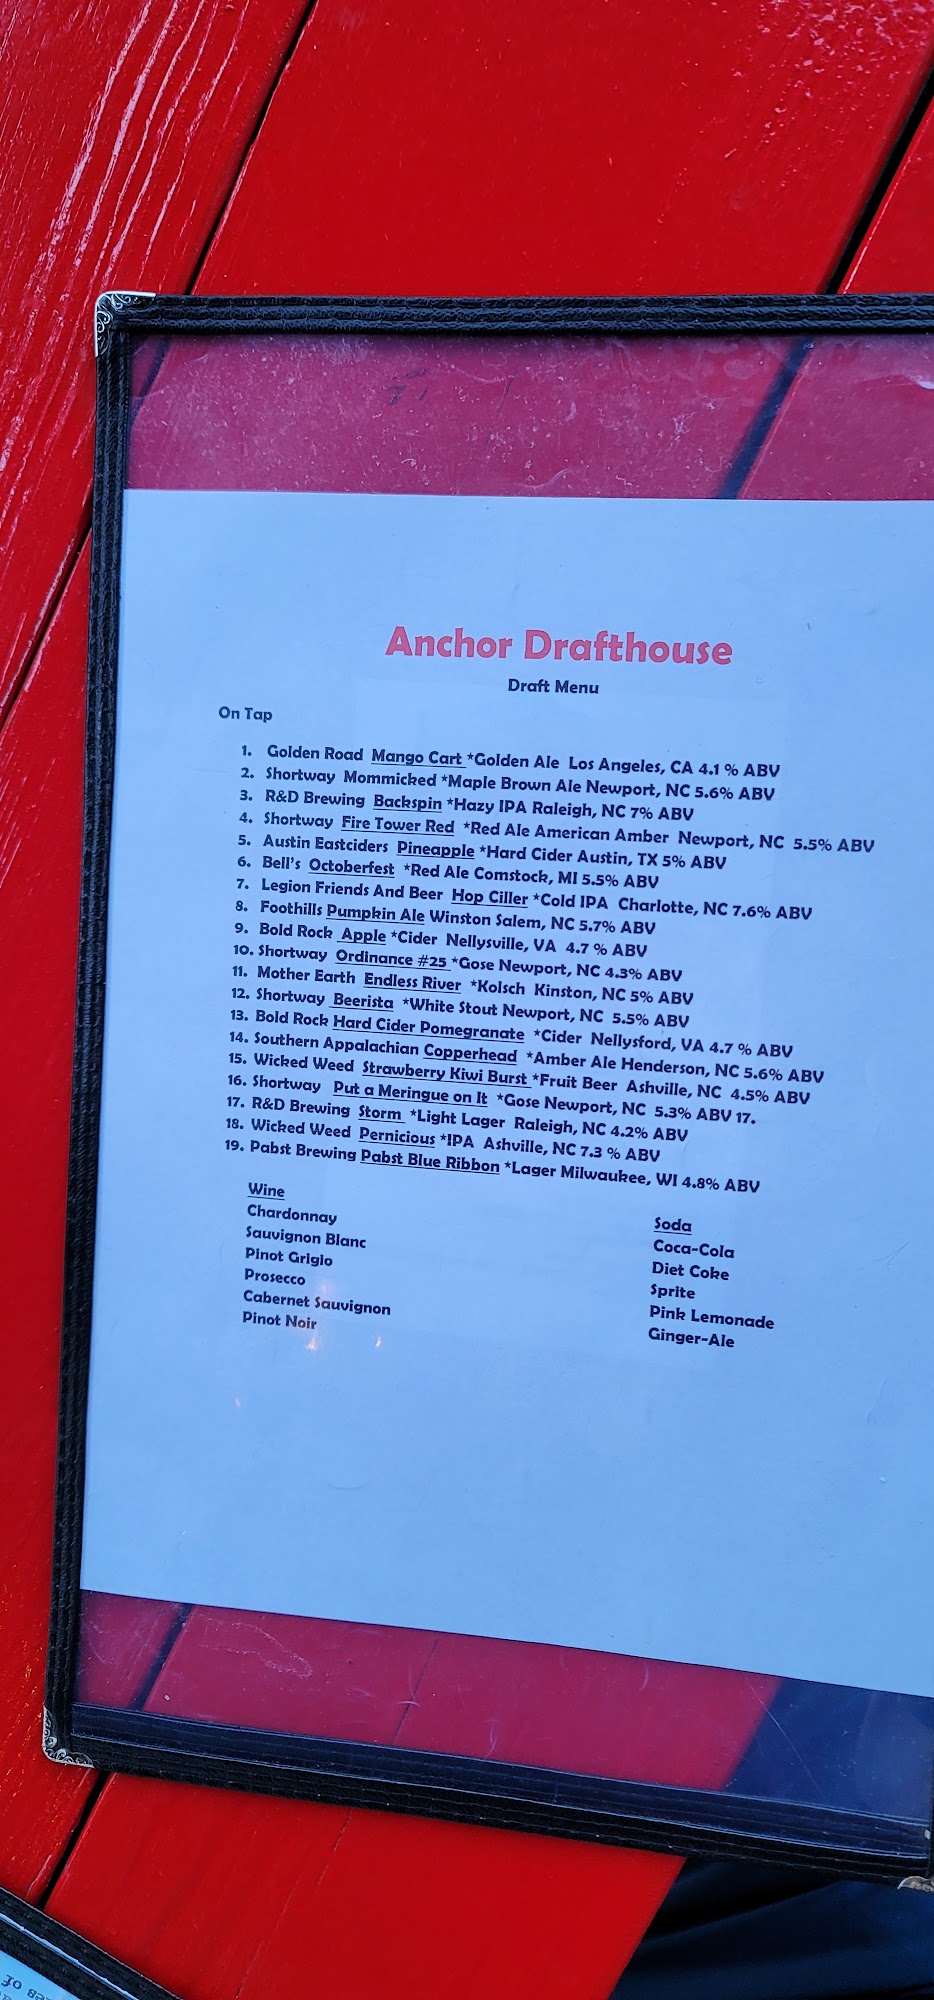 Anchor Drafthouse
Draft Menu
On Tap
1. Golden Road Mango Cart *Golden Ale Los Angeles, CA 4.1 % ABV
2. Shortway Mommicked *Maple Brown Ale Newport, NC 5.6% ABV
3. R&D Brewing Backspin *Hazy IPA Raleigh, NC 7% ABV
4. Shortway Fire Tower Red *Red Ale American Amber Newport, NC 5.5% ABV
5. Austin Eastciders Pineapple *Hard Cider Austin, TX 5% ABV
6. Bell's Octoberfest *Red Ale Comstock, MI 5.5% ABV
7. Legion Friends And Beer Hop Ciller *Cold IPA Charlotte, NC 7.6% ABV
8. Foothills Pumpkin Ale Winston Salem, NC 5.7% ABV
9. Bold Rock Apple *Cider Nellysville, VA 4.7 % ABV
10. Shortway Ordinance #25 *Gose Newport, NC 4.3% ABV
11. Mother Earth Endless River *Kolsch Kinston, NC 5% ABV
12. Shortway Beerista *White Stout Newport, NC 5.5% ABV
13. Bold Rock Hard Cider Pomegranate *Cider Nellysford, VA 4.7 % ABV
14. Southern Appalachian Copperhead *Amber Ale Henderson, NC 5.6% ABV
15. Wicked Weed Strawberry Kiwi Burst *Fruit Beer Ashville, NC 4.5% ABV
16. Shortway Put a Meringue on It *Gose Newport, NC 5.3% ABV 17.
17. R&D Brewing Storm *Light Lager Raleigh, NC 4.2% ABV
18. Wicked Weed Pernicious *IPA Ashville, NC 7.3 % ABV
19. Pabst Brewing Pabst Blue Ribbon *Lager Milwaukee, WI 4.8% ABV
Wine
Chardonnay
Sauvignon Blanc
Pinot Grigio
Prosecco
Cabernet Sauvignon
Pinot Noir
Soda
Coca-Cola
Diet Coke
Sprite
Pink Lemonade
Ginger-Ale